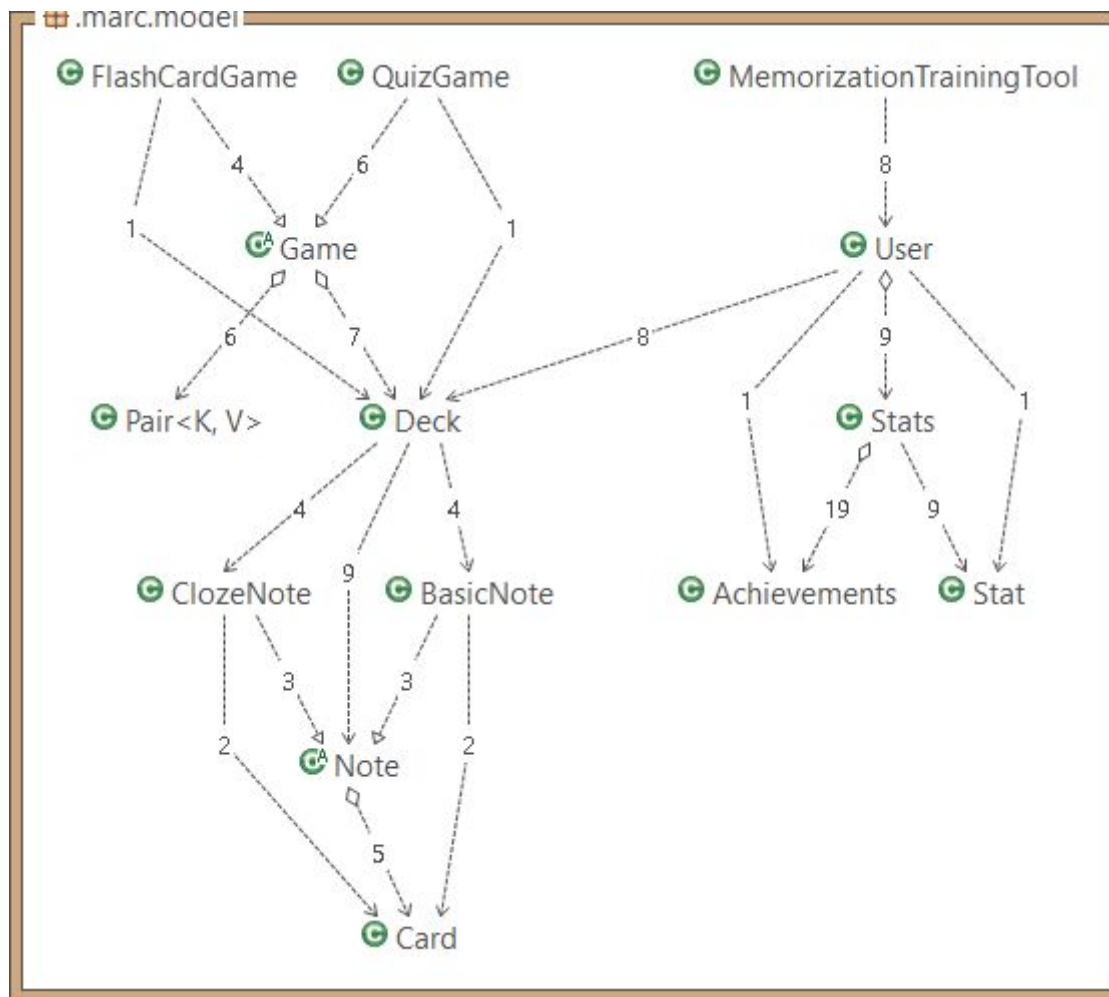 .marc.model
FlashCardGame QuizGame MemorizationTrainingTool
4 6 8
1 1
Game User
6 7 8 9
1 1
Pair<K, V> Deck Stats
4 4 19 9
9
ClozeNote BasicNote Achievements Stat
3 3
2 2
Note
5
Card